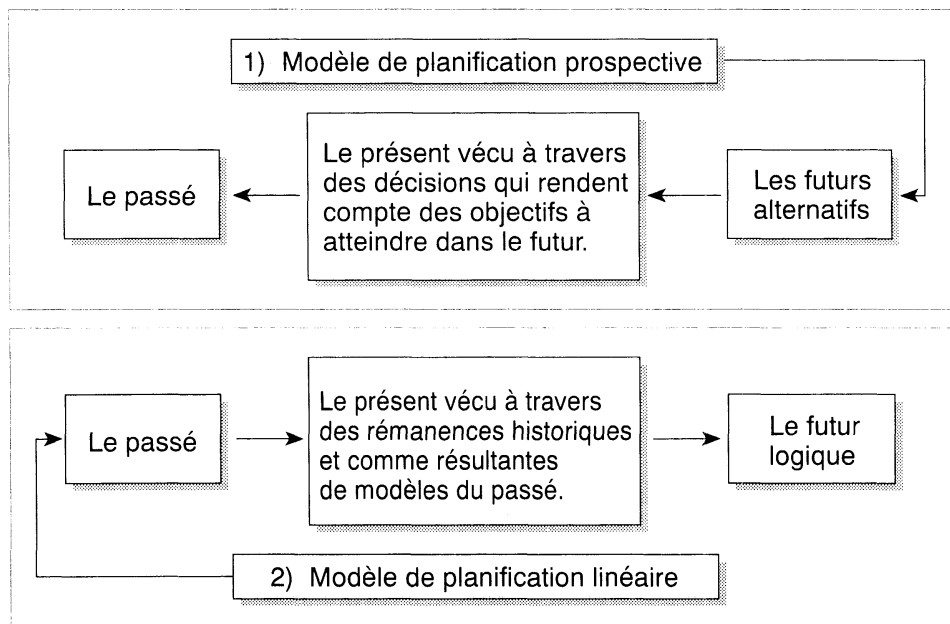 1) Modèle de planification prospective
Le passé
Le présent vécu à travers
des décisions qui rendent
compte des objectifs à
atteindre dans le futur.
Les futurs
alternatifs
Le passé
Le présent vécu à travers
des rémanences historiques
et comme résultantes
de modèles du passé.
Le futur
logique
2) Modèle de planification linéaire